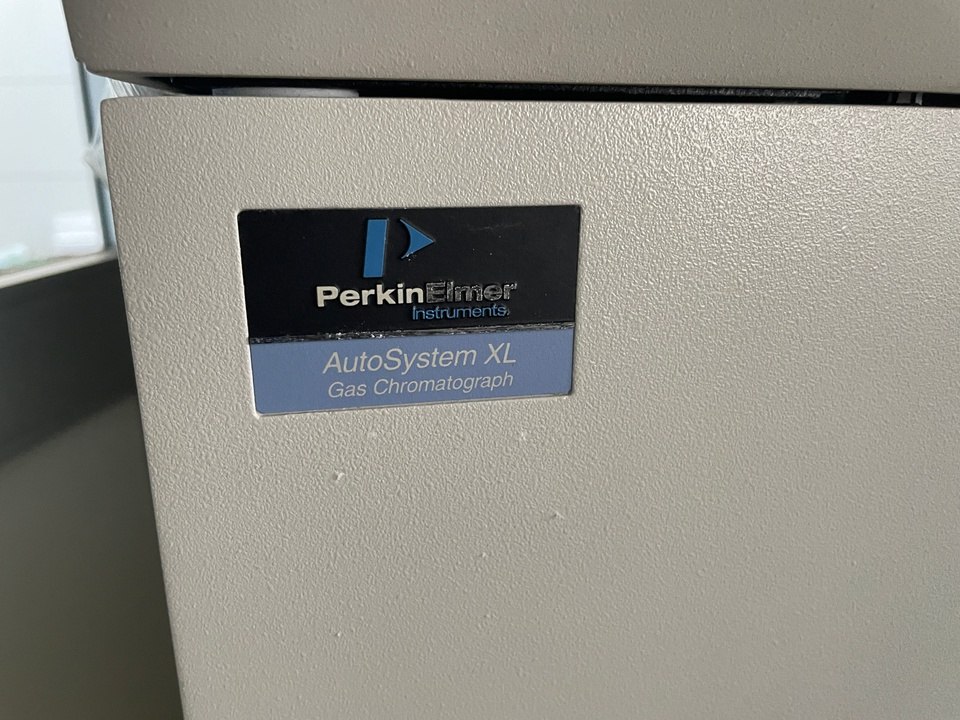 PerkinElmer
Instruments.
AutoSystem XL
Gas Chromatograph